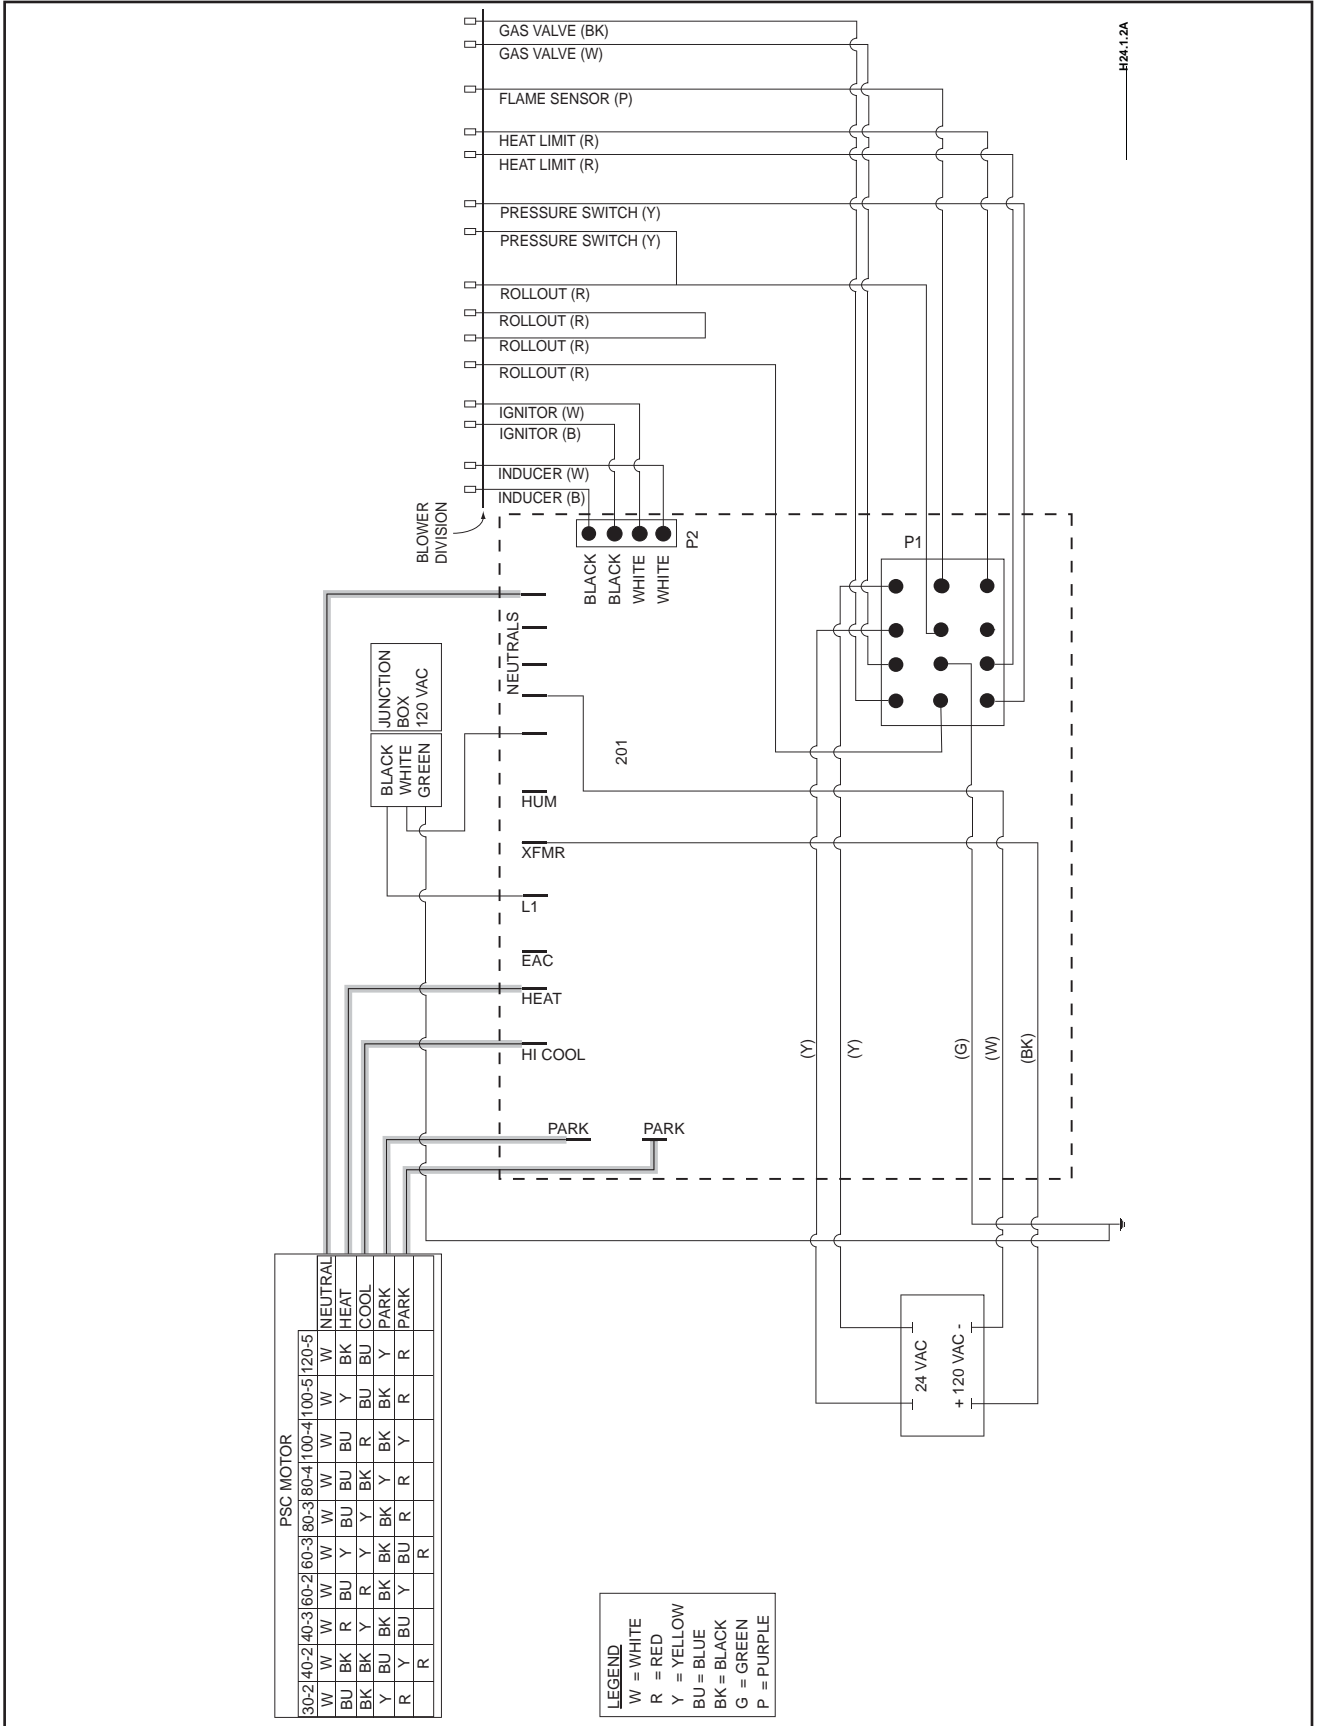 GAS VALVE (BK)
GAS VALVE (W)
FLAME SENSOR (P)
HEAT LIMIT (R)
HEAT LIMIT (R)
PRESSURE SWITCH (Y)
PRESSURE SWITCH (Y)
ROLLOUT (R)
ROLLOUT (R)
ROLLOUT (R)
ROLLOUT (R)
IGNITOR (W)
IGNITOR (B)
INDUCER (W)
INDUCER (B)
H24.1.2A
BLOWER
DIVISION
BLACK
BLACK
WHITE
WHITE
P2
P1
NEUTRALS
JUNCTION
BOX
120 VAC
BLACK
WHITE
GREEN
201
HUM
XFMR
L1
EAC
HEAT
HI COOL
PARK
PARK
(Y)
(Y)
(G)
(W)
(BK)
24 VAC
+ 120 VAC -
PSC MOTOR
30-2 40-2 40-3 60-2 60-3 80-3 80-4 100-4 100-5 120-5
W W W W W W W W W W NEUTRAL
BU BK R BU Y BU BU BU Y BK HEAT
BK BK Y R Y Y BK R BU BU COOL
Y BU BK BK BK BK Y BK BK Y PARK
R Y BU Y BU R R Y R R PARK
R R
LEGEND
W = WHITE
R = RED
Y = YELLOW
BU = BLUE
BK = BLACK
G = GREEN
P = PURPLE